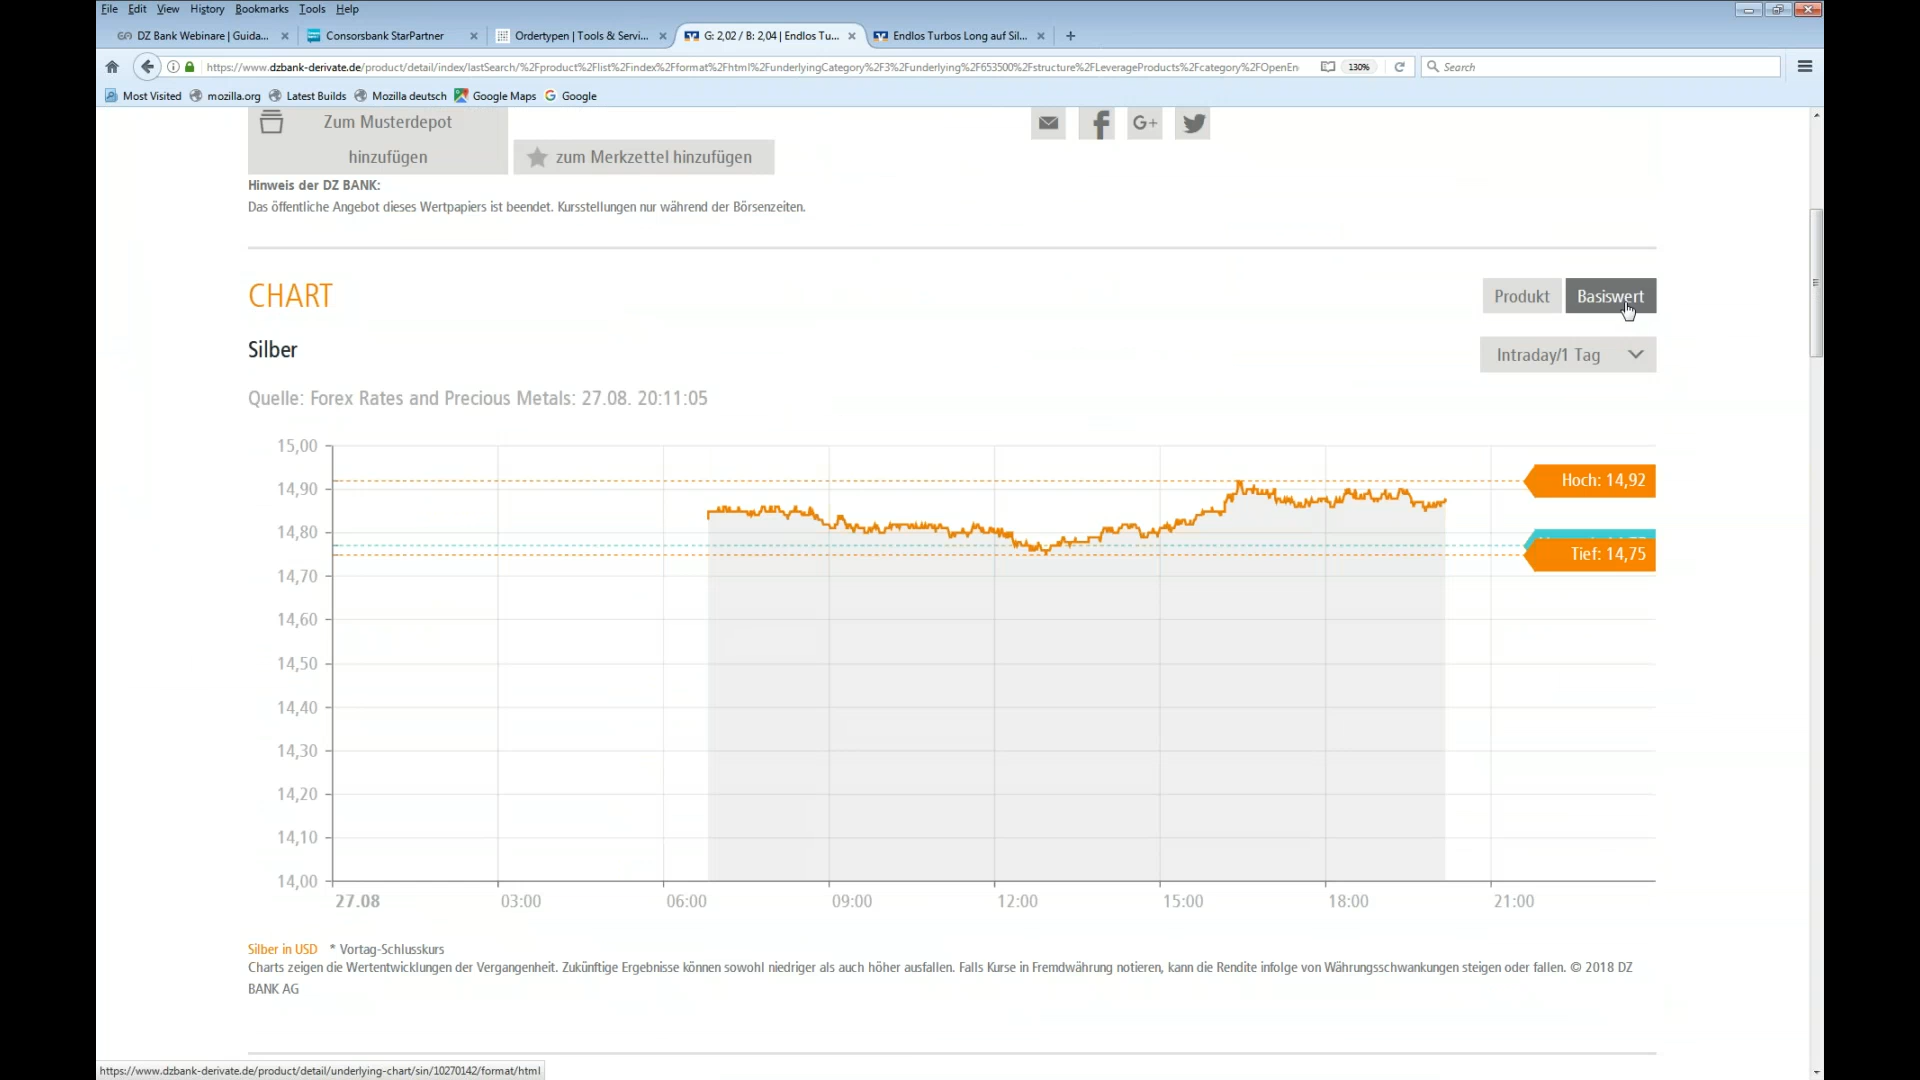 File Edit View History Bookmarks Tools Help
DZ Bank Webinare | Guida...
Consorsbank StarPartner
Ordertypen | Tools & Servi...
G: 2,02 / B: 2,04 | Endlos Tu...
Endlos Turbos Long auf Sil...
https://www.dzbank-derivate.de/product/detail/index/lastSearch/%2Fproduct%2Flist%2Findex%2Fformat%2Fhtml%2FunderlyingCategory%2F3%2Funderlying%2F653500%2Fstructure%2FLeverageProducts%2Fcategory%2FOpenEn
130%
Search
Most Visited mozilla.org Latest Builds Mozilla deutsch Google Maps Google
Zum Musterdepot
hinzufügen
zum Merkzettel hinzufügen
G+
Hinweis der DZ BANK:
Das öffentliche Angebot dieses Wertpapiers ist beendet. Kursstellungen nur während der Börsenzeiten.
CHART
Produkt Basiswert
Silber
Intraday/1 Tag
Quelle: Forex Rates and Precious Metals: 27.08. 20:11:05
15,00
14,90
14,80
14,70
14,60
14,50
14,40
14,30
14,20
14,10
14,00
Hoch: 14,92
Tief: 14,75
27.08 03:00 06:00 09:00 12:00 15:00 18:00 21:00
Silber in USD * Vortag-Schlusskurs
Charts zeigen die Wertentwicklungen der Vergangenheit. Zukünftige Ergebnisse können sowohl niedriger als auch höher ausfallen. Falls Kurse in Fremdwährung notieren, kann die Rendite infolge von Währungsschwankungen steigen oder fallen. © 2018 DZ
BANK AG
https://www.dzbank-derivate.de/product/detail/underlying-chart/sin/10270142/format/html